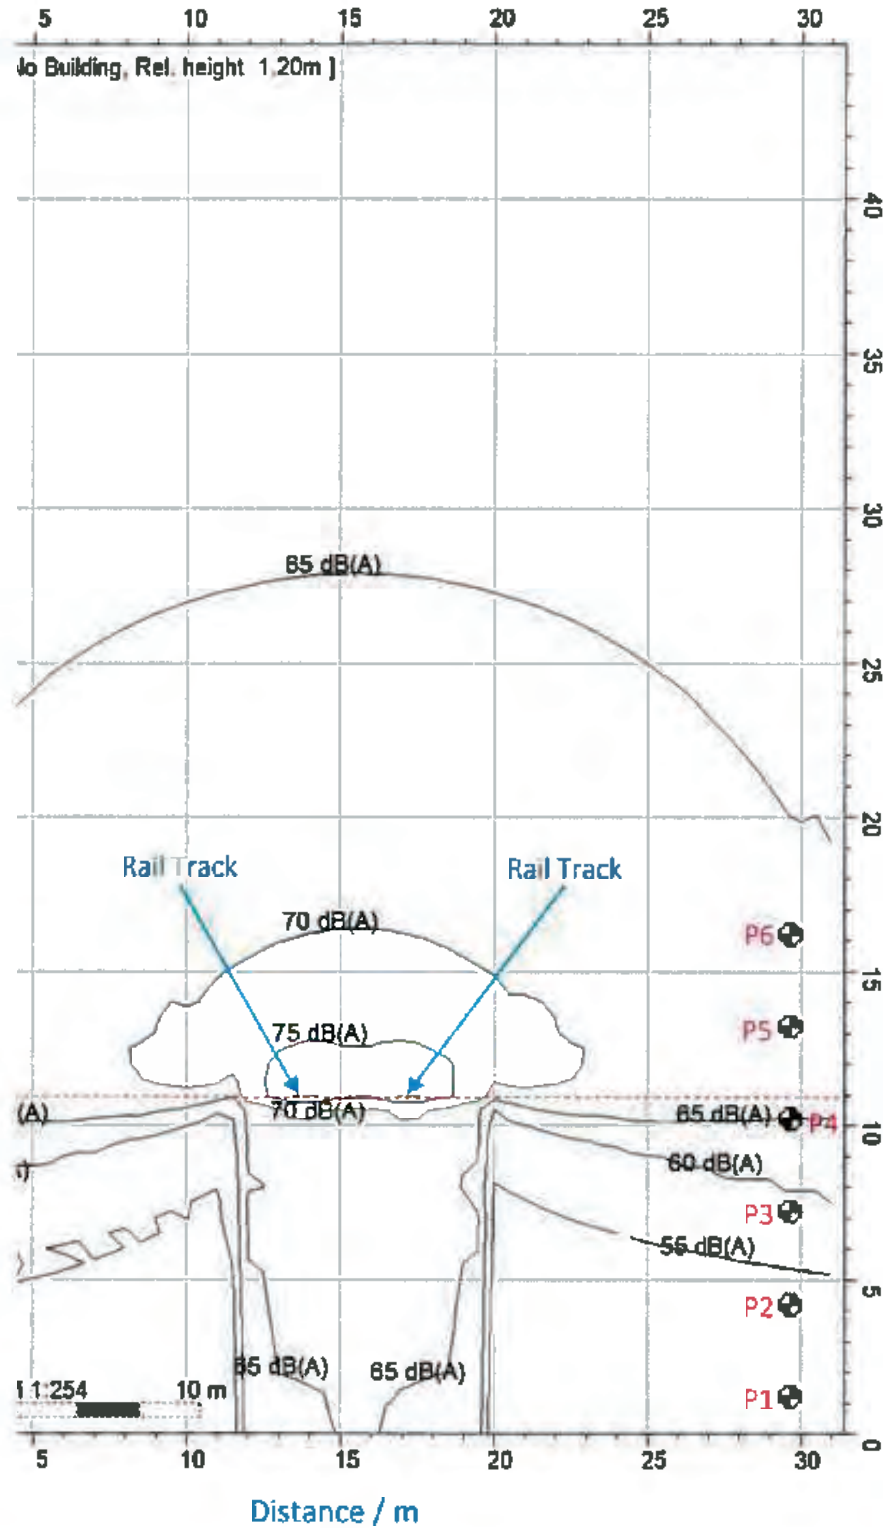 5 10 15 20 25 30
No Building, Rel. height 1.20m ]
40
35
30
65 dB(A)
25
20
Rail Track
Rail Track
70 dB(A)
P6
15
75 dB(A)
P5
70 dB(A)
(A)
65 dB(A)
P4
10
60 dB(A)
P3
55 dB(A)
5
P2
65 dB(A)
65 dB(A)
1:254
10 m
P1
0
5 10 15 20 25 30
Distance / m